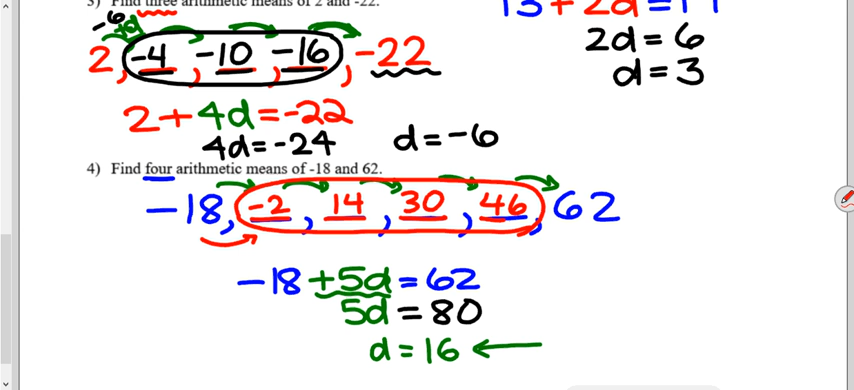 3) Find three arithmetic means of 2 and -22.
13 + 2d = 19
2d = 6
d = 3
-6
+d
2, -4, -10, -16, -22
2 + 4d = -22
4d = -24
d = -6
4) Find four arithmetic means of -18 and 62.
-18, -2, 14, 30, 46, 62
-18 + 5d = 62
5d = 80
d = 16